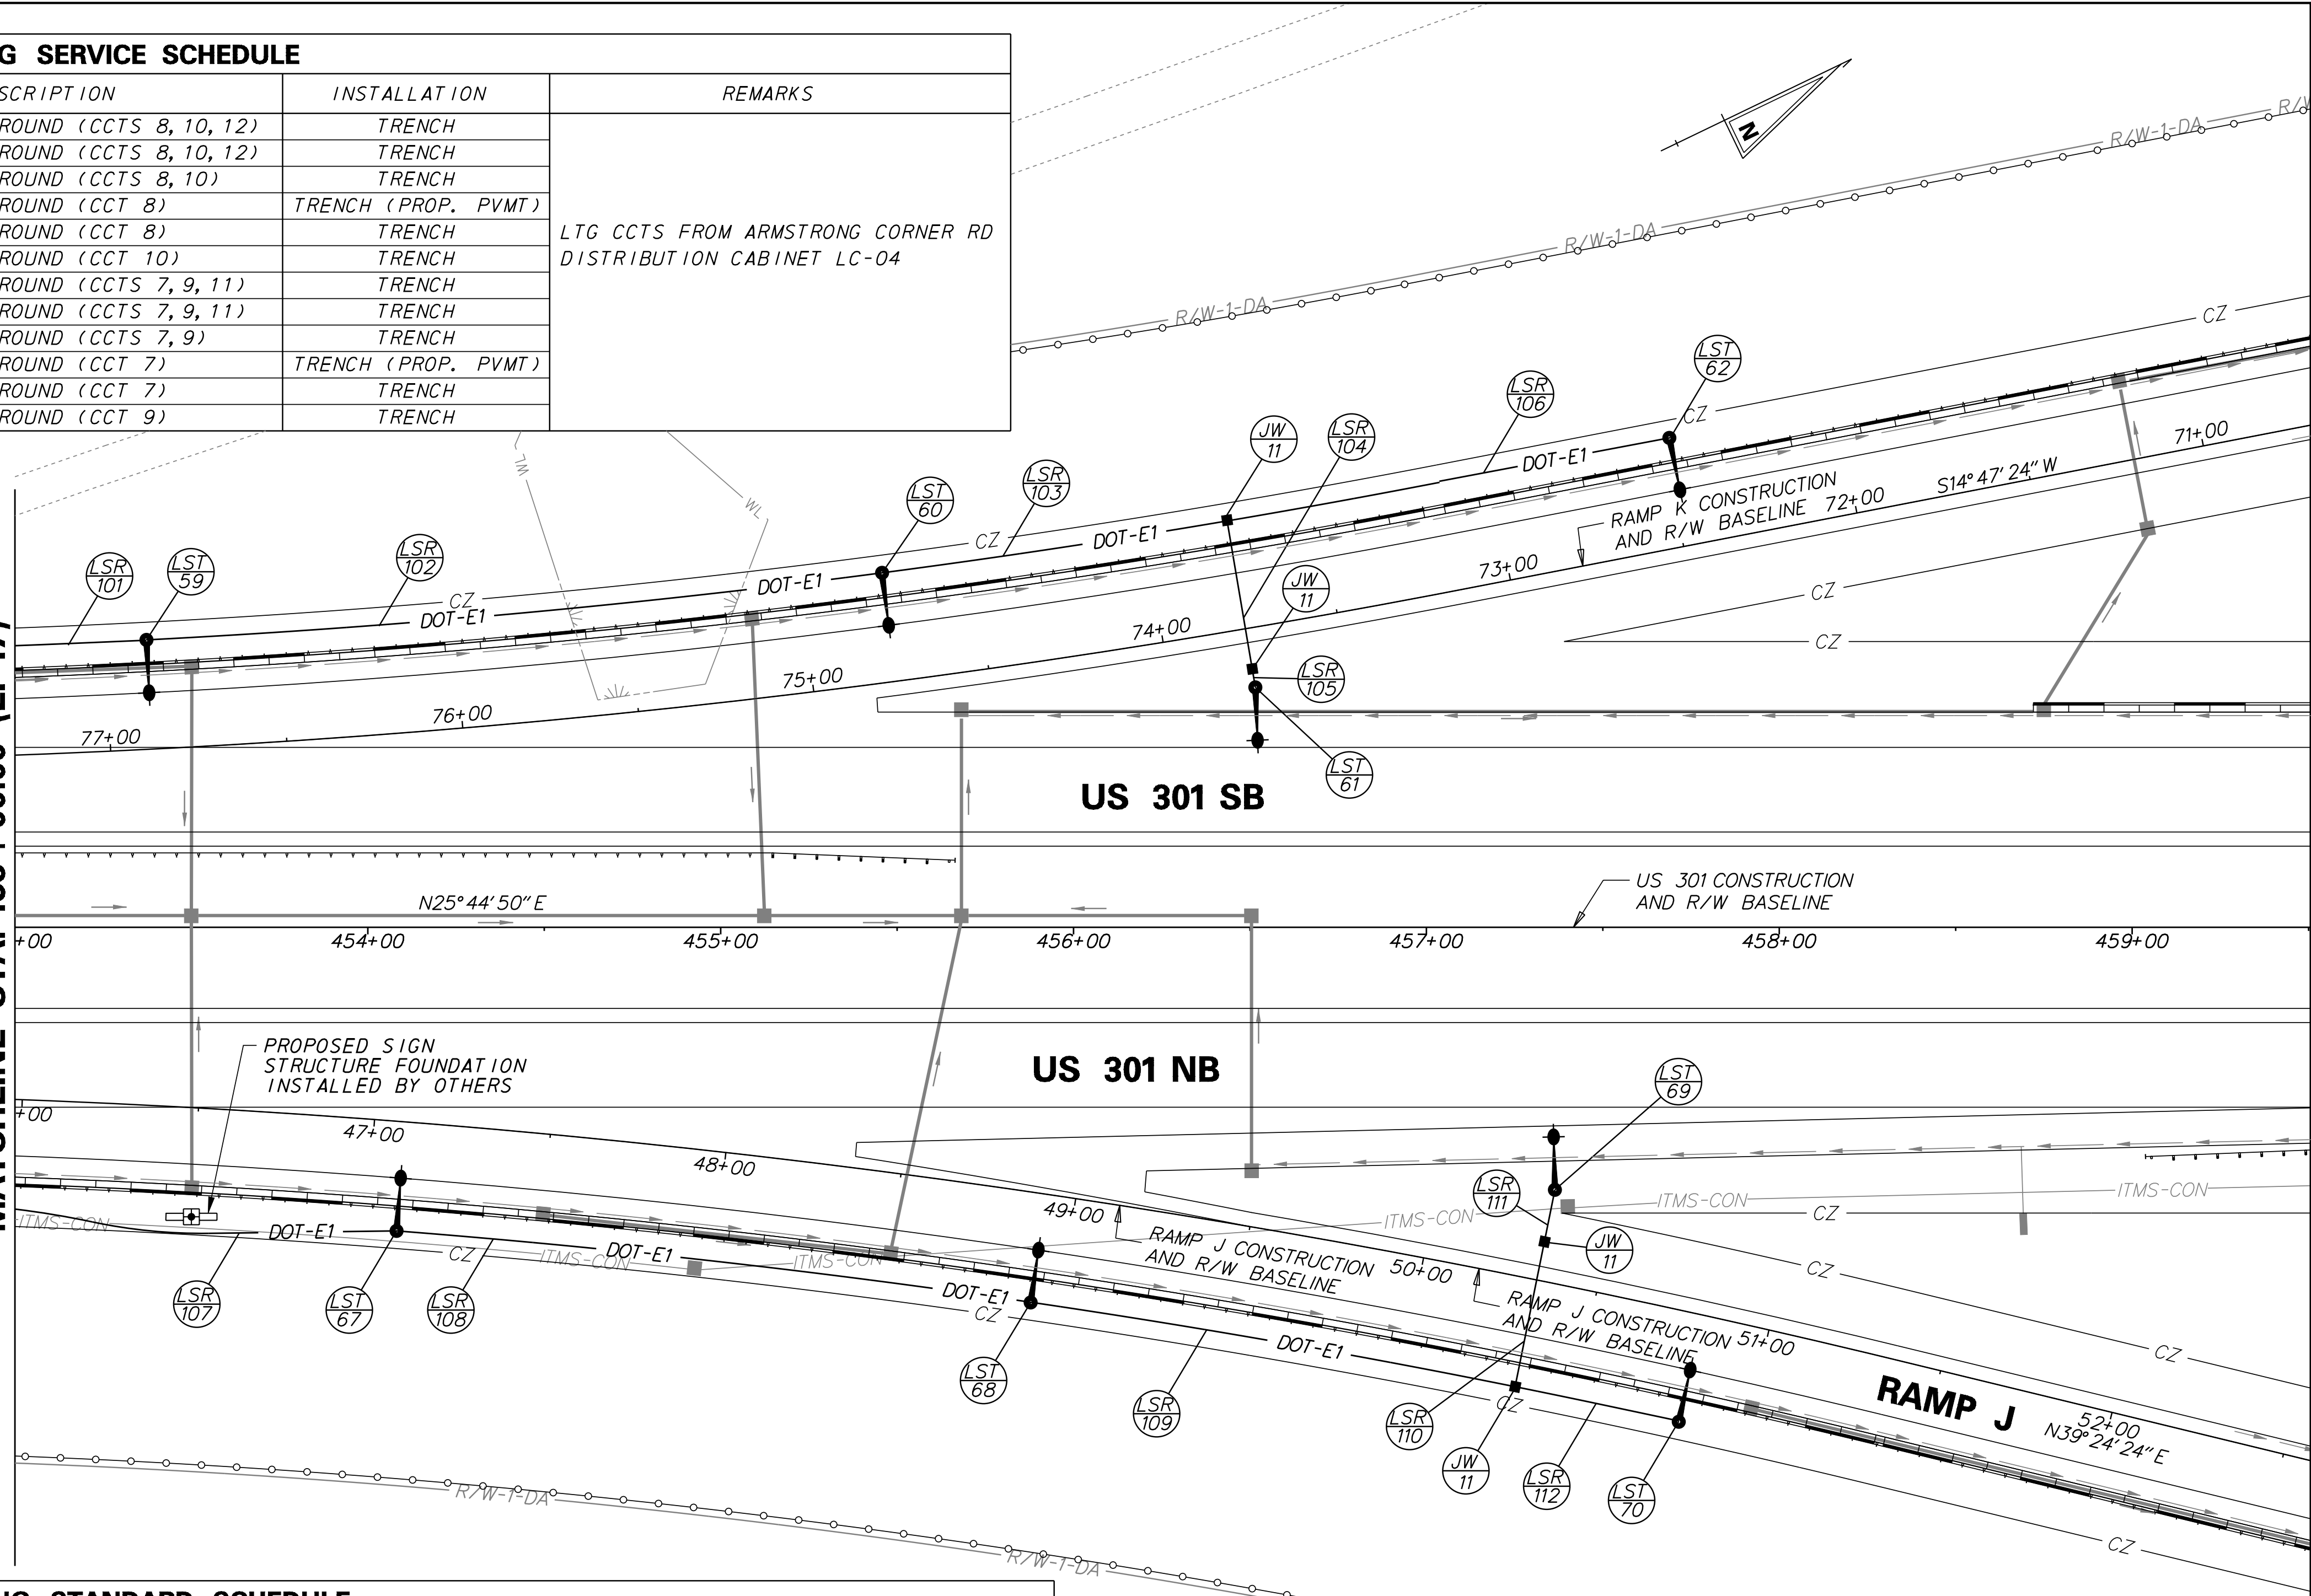 G SERVICE SCHEDULE
SCRIPTION INSTALLATION REMARKS
ROUND (CCTS 8, 10, 12) TRENCH
ROUND (CCTS 8, 10, 12) TRENCH
ROUND (CCTS 8, 10) TRENCH
ROUND (CCT 8) TRENCH (PROP. PVMT)
ROUND (CCT 8) TRENCH
ROUND (CCT 10) TRENCH
ROUND (CCTS 7, 9, 11) TRENCH
ROUND (CCTS 7, 9, 11) TRENCH
ROUND (CCTS 7, 9) TRENCH
ROUND (CCT 7) TRENCH (PROP. PVMT)
ROUND (CCT 7) TRENCH
ROUND (CCT 9) TRENCH
LTG CCTS FROM ARMSTRONG CORNER RD
DISTRIBUTION CABINET LC-04
N
R/W
R/W-1-DA
R/W-1-DA
R/W-1-DA
CZ
LST
62
CZ
LSR
106
JW
11
LSR
104
DOT-E1
71+00
S14°47'24"W
RAMP K CONSTRUCTION
AND R/W BASELINE
72+00
WL
WL
LSR
103
LST
60
CZ
DOT-E1
LSR
101
LST
59
LSR
102
CZ
DOT-E1
DOT-E1
JW
11
73+00
CZ
CZ
74+00
LSR
105
75+00
76+00
77+00
LST
61
US 301 SB
US 301 CONSTRUCTION
AND R/W BASELINE
N25°44'50"E
+00
454+00
455+00
456+00
457+00
458+00
459+00
PROPOSED SIGN
STRUCTURE FOUNDATION
INSTALLED BY OTHERS
US 301 NB
LST
69
+00
47+00
48+00
49+00
LSR
111
ITMS-CON
ITMS-CON
ITMS-CON
CZ
JW
11
CZ
ITMS-CON
DOT-E1
CZ
ITMS-CON
DOT-E1
ITMS-CON
RAMP J CONSTRUCTION
AND R/W BASELINE
50+00
DOT-E1
CZ
RAMP J CONSTRUCTION
AND R/W BASELINE
51+00
LSR
107
LST
67
LSR
108
DOT-E1
CZ
LST
68
LSR
109
CZ
RAMP J
52+00
N39°24'24"E
LSR
110
JW
11
LSR
112
LST
70
R/W-1-DA
R/W-1-DA
CZ